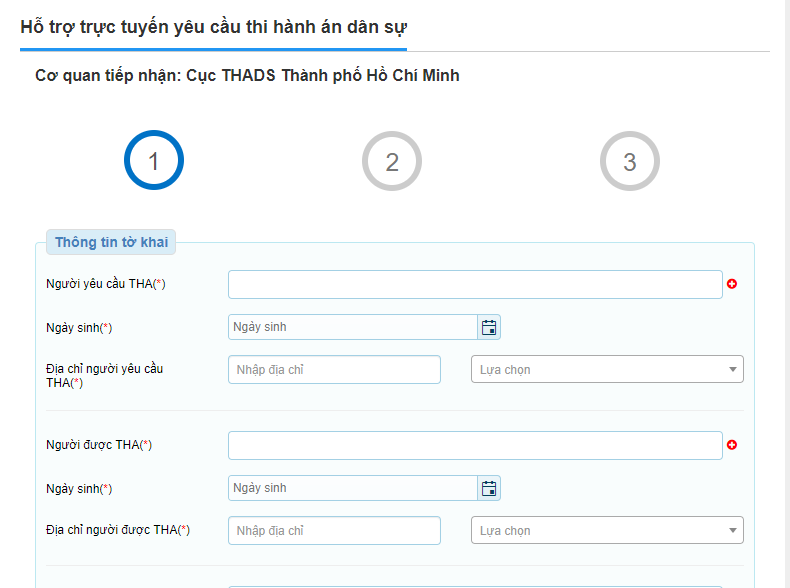 Hỗ trợ trực tuyến yêu cầu thi hành án dân sự
Cơ quan tiếp nhận: Cục THADS Thành phố Hồ Chí Minh
1
2
3
Thông tin tờ khai
Người yêu cầu THA(*)
Ngày sinh(*)
Ngày sinh
Địa chỉ người yêu cầu
THA(*)
Nhập địa chỉ
Lựa chọn
Người được THA(*)
Ngày sinh(*)
Ngày sinh
Địa chỉ người được THA(*)
Nhập địa chỉ
Lựa chọn